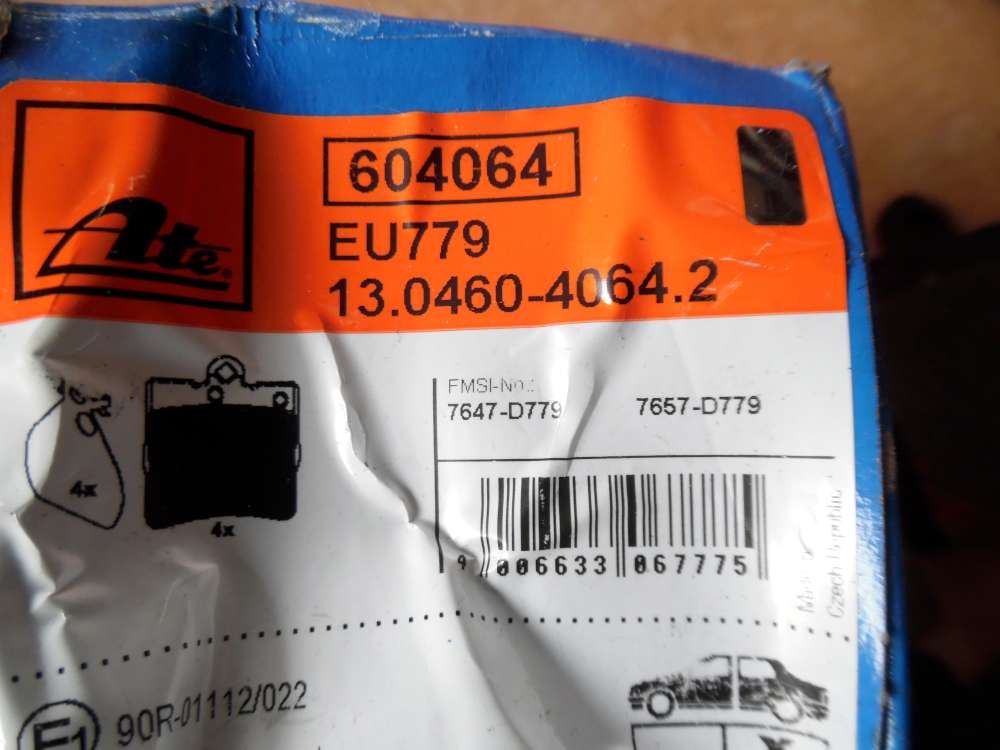 Ate®
604064
EU779
13.0460-4064.2
FMSI-No.:
7647-D779 7657-D779
4x
4x
9 006633 067775
Made in
Czech Republic
E1 90R-01112/022